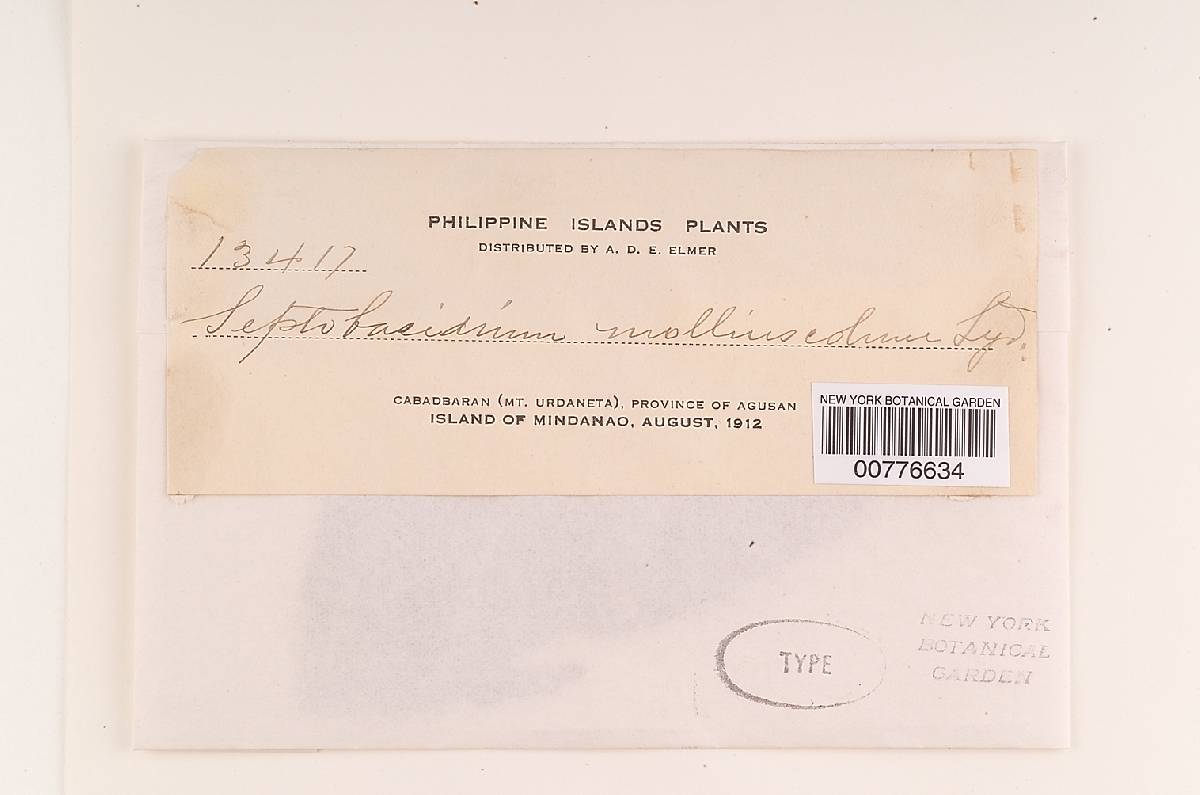 PHILIPPINE ISLANDS PLANTS
DISTRIBUTED BY A. D. E. ELMER
13417
Septobasidium molliusculum Syd.
CABADBARAN (MT. URDANETA), PROVINCE OF AGUSAN
ISLAND OF MINDANAO, AUGUST, 1912
NEW YORK BOTANICAL GARDEN
00776634
TYPE
NEW YORK
BOTANICAL
GARDEN